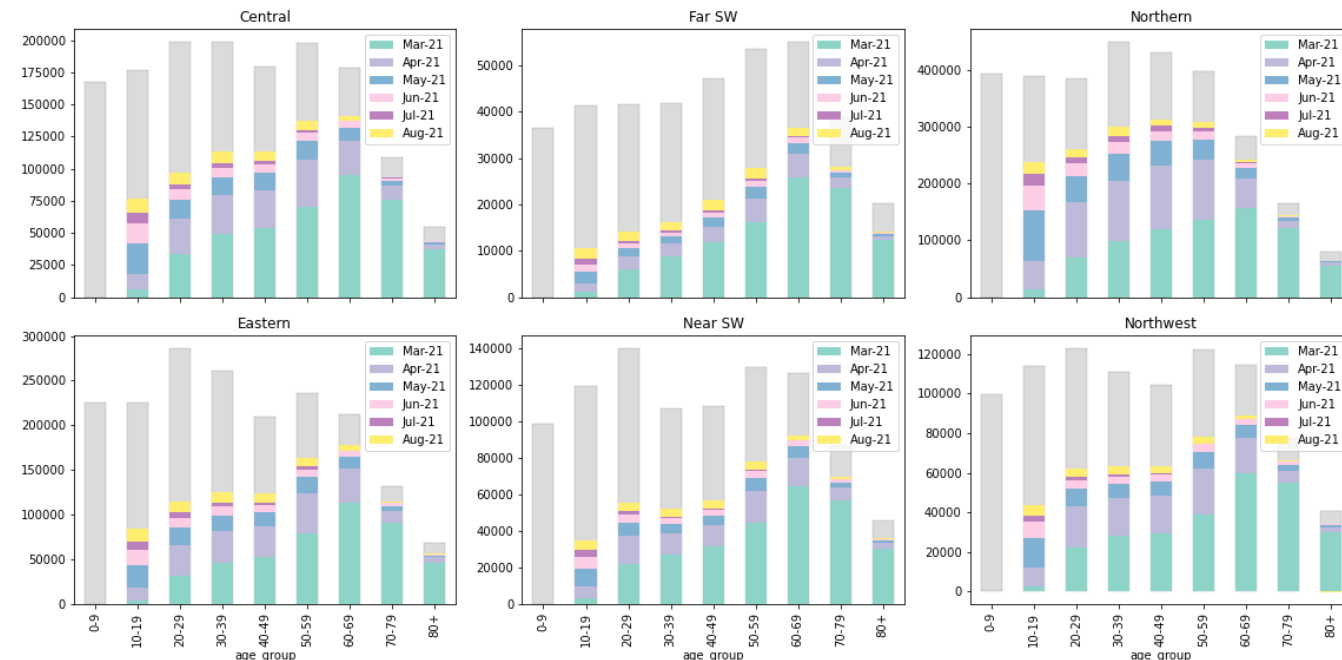 Central
200000
175000
150000
125000
100000
75000
50000
25000
0
Mar-21
Apr-21
May-21
Jun-21
Jul-21
Aug-21
Far SW
50000
40000
30000
20000
10000
0
Mar-21
Apr-21
May-21
Jun-21
Jul-21
Aug-21
Northern
400000
300000
200000
100000
0
Mar-21
Apr-21
May-21
Jun-21
Jul-21
Aug-21
Eastern
300000
250000
200000
150000
100000
50000
0
Mar-21
Apr-21
May-21
Jun-21
Jul-21
Aug-21
0-9
10-19
20-29
30-39
40-49
50-59
60-69
70-79
80+
age_group
Near SW
140000
120000
100000
80000
60000
40000
20000
0
Mar-21
Apr-21
May-21
Jun-21
Jul-21
Aug-21
0-9
10-19
20-29
30-39
40-49
50-59
60-69
70-79
80+
age_group
Northwest
120000
100000
80000
60000
40000
20000
0
Mar-21
Apr-21
May-21
Jun-21
Jul-21
Aug-21
0-9
10-19
20-29
30-39
40-49
50-59
60-69
70-79
80+
age_group